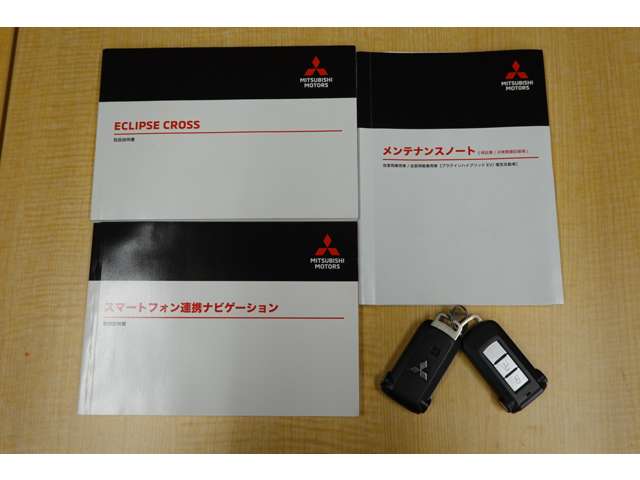 MITSUBISHI
MOTORS
ECLIPSE CROSS
取扱説明書
MITSUBISHI
MOTORS
メンテナンスノート
MITSUBISHI
MOTORS
スマートフォン連携ナビゲーション
取扱説明書